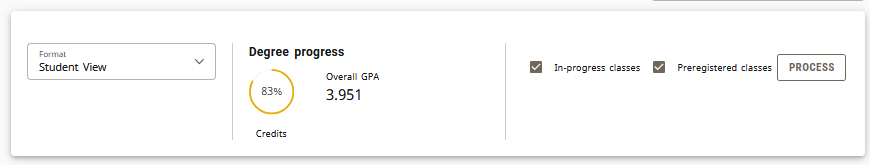 Format
Student View
Degree progress
83%
Overall GPA
3.951
Credits
In-progress classes
Preregistered classes
PROCESS